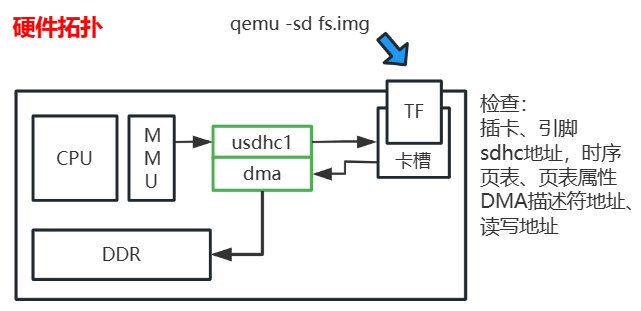 硬件拓扑
qemu -sd fs.img
TF
CPU
M
M
U
usdhc1
dma
卡槽
DDR
检查：
插卡、引脚
sdhc地址，时序
页表、页表属性
DMA描述符地址、
读写地址